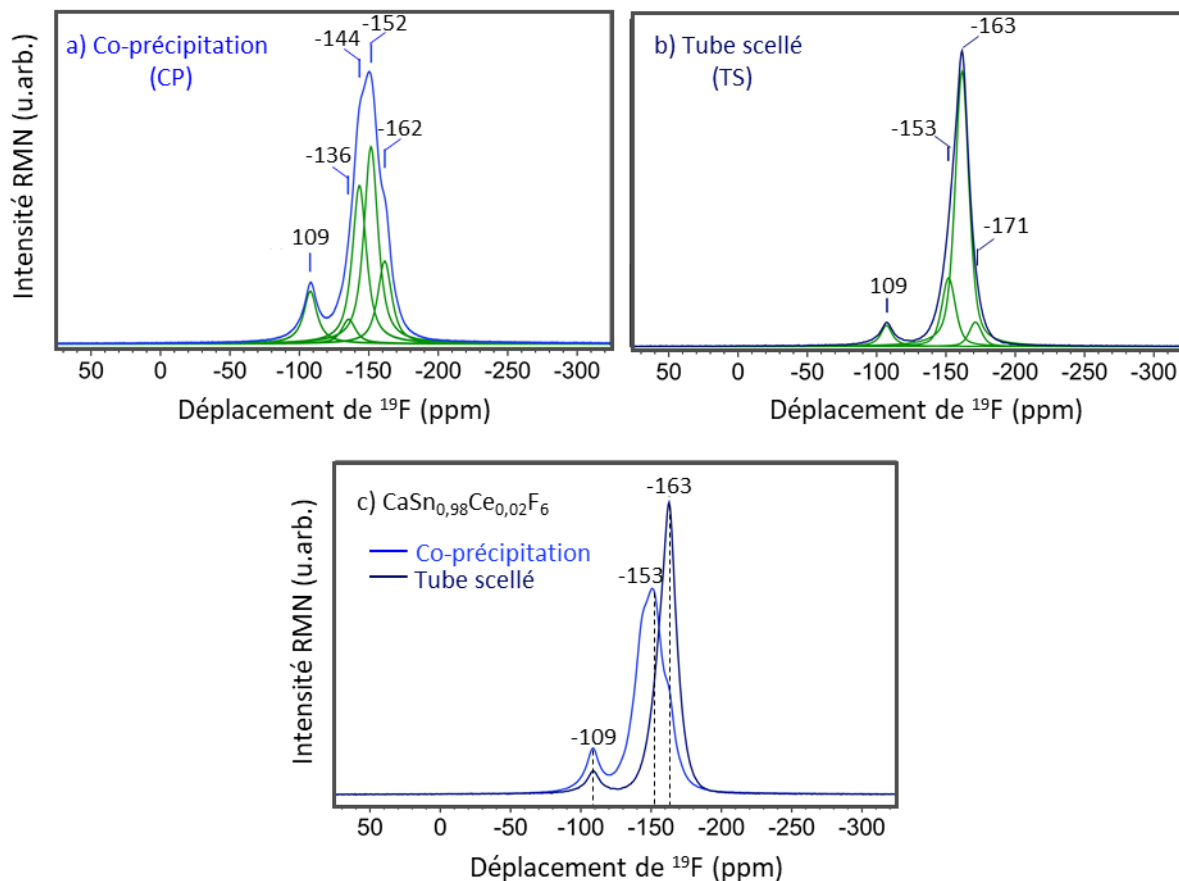 a) Co-précipitation
(CP)
-144
-152
-162
-136
109
Intensité RMN (u.arb.)
50 0 -50 -100 -150 -200 -250 -300
Déplacement de ¹⁹F (ppm)
b) Tube scellé
(TS)
-163
-153
-171
109
50 0 -50 -100 -150 -200 -250 -300
Déplacement de ¹⁹F (ppm)
c) CaSn₀,₉₈Ce₀,₀₂F₆
Co-précipitation
Tube scellé
-163
-153
-109
Intensité RMN (u.arb.)
50 0 -50 -100 -150 -200 -250 -300
Déplacement de ¹⁹F (ppm)